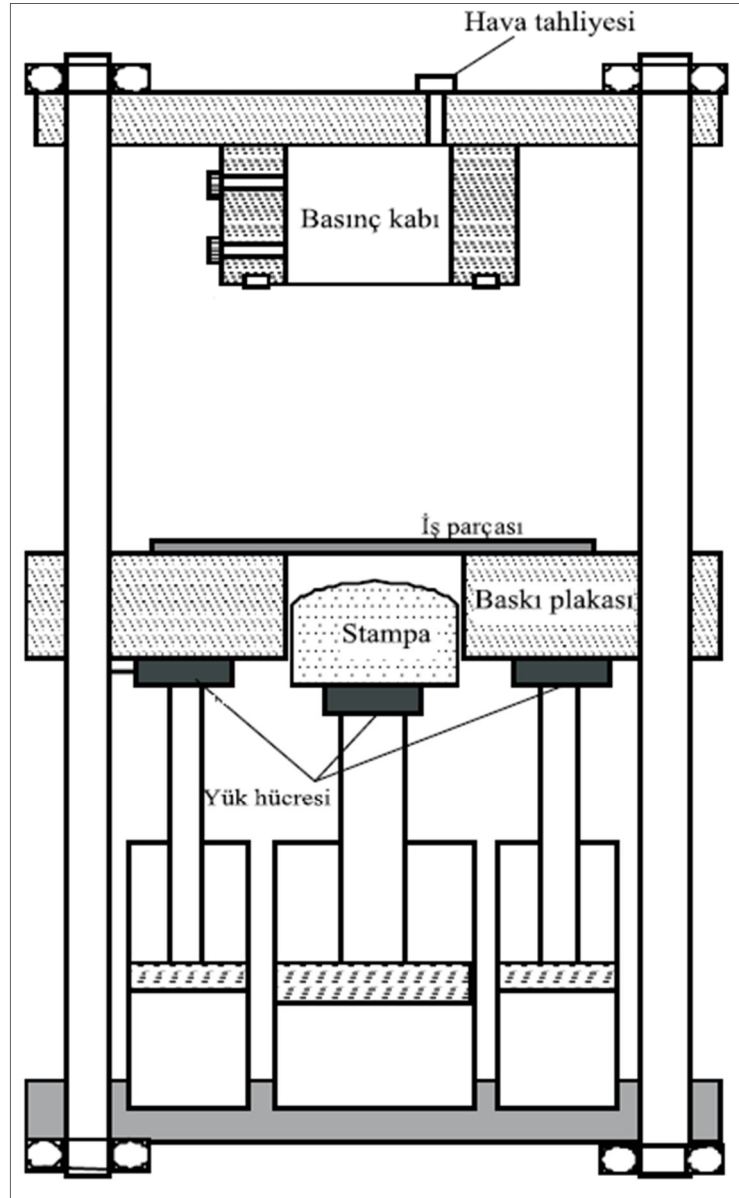 Hava tahliyesi
Basınç kabı
İş parçası
Baskı plakası
Stampa
Yük hücresi